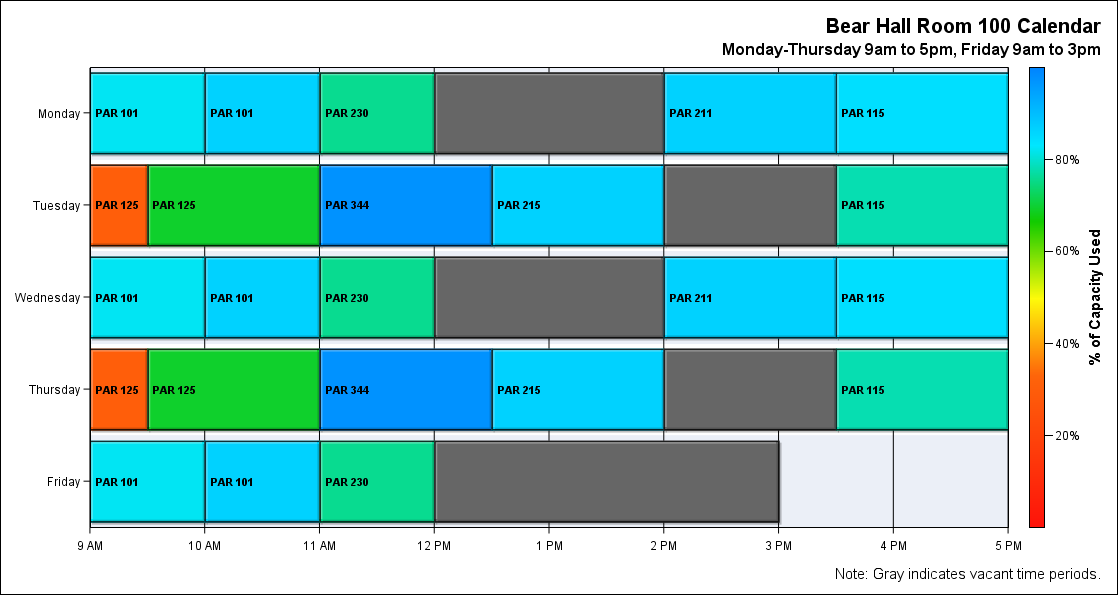 Bear Hall Room 100 Calendar
Monday-Thursday 9am to 5pm, Friday 9am to 3pm
Monday PAR 101 PAR 101 PAR 230 PAR 211 PAR 115
Tuesday PAR 125 PAR 125 PAR 344 PAR 215 PAR 115
Wednesday PAR 101 PAR 101 PAR 230 PAR 211 PAR 115
Thursday PAR 125 PAR 125 PAR 344 PAR 215 PAR 115
Friday PAR 101 PAR 101 PAR 230
9 AM 10 AM 11 AM 12 PM 1 PM 2 PM 3 PM 4 PM 5 PM
80%
60%
40%
20%
% of Capacity Used
Note: Gray indicates vacant time periods.